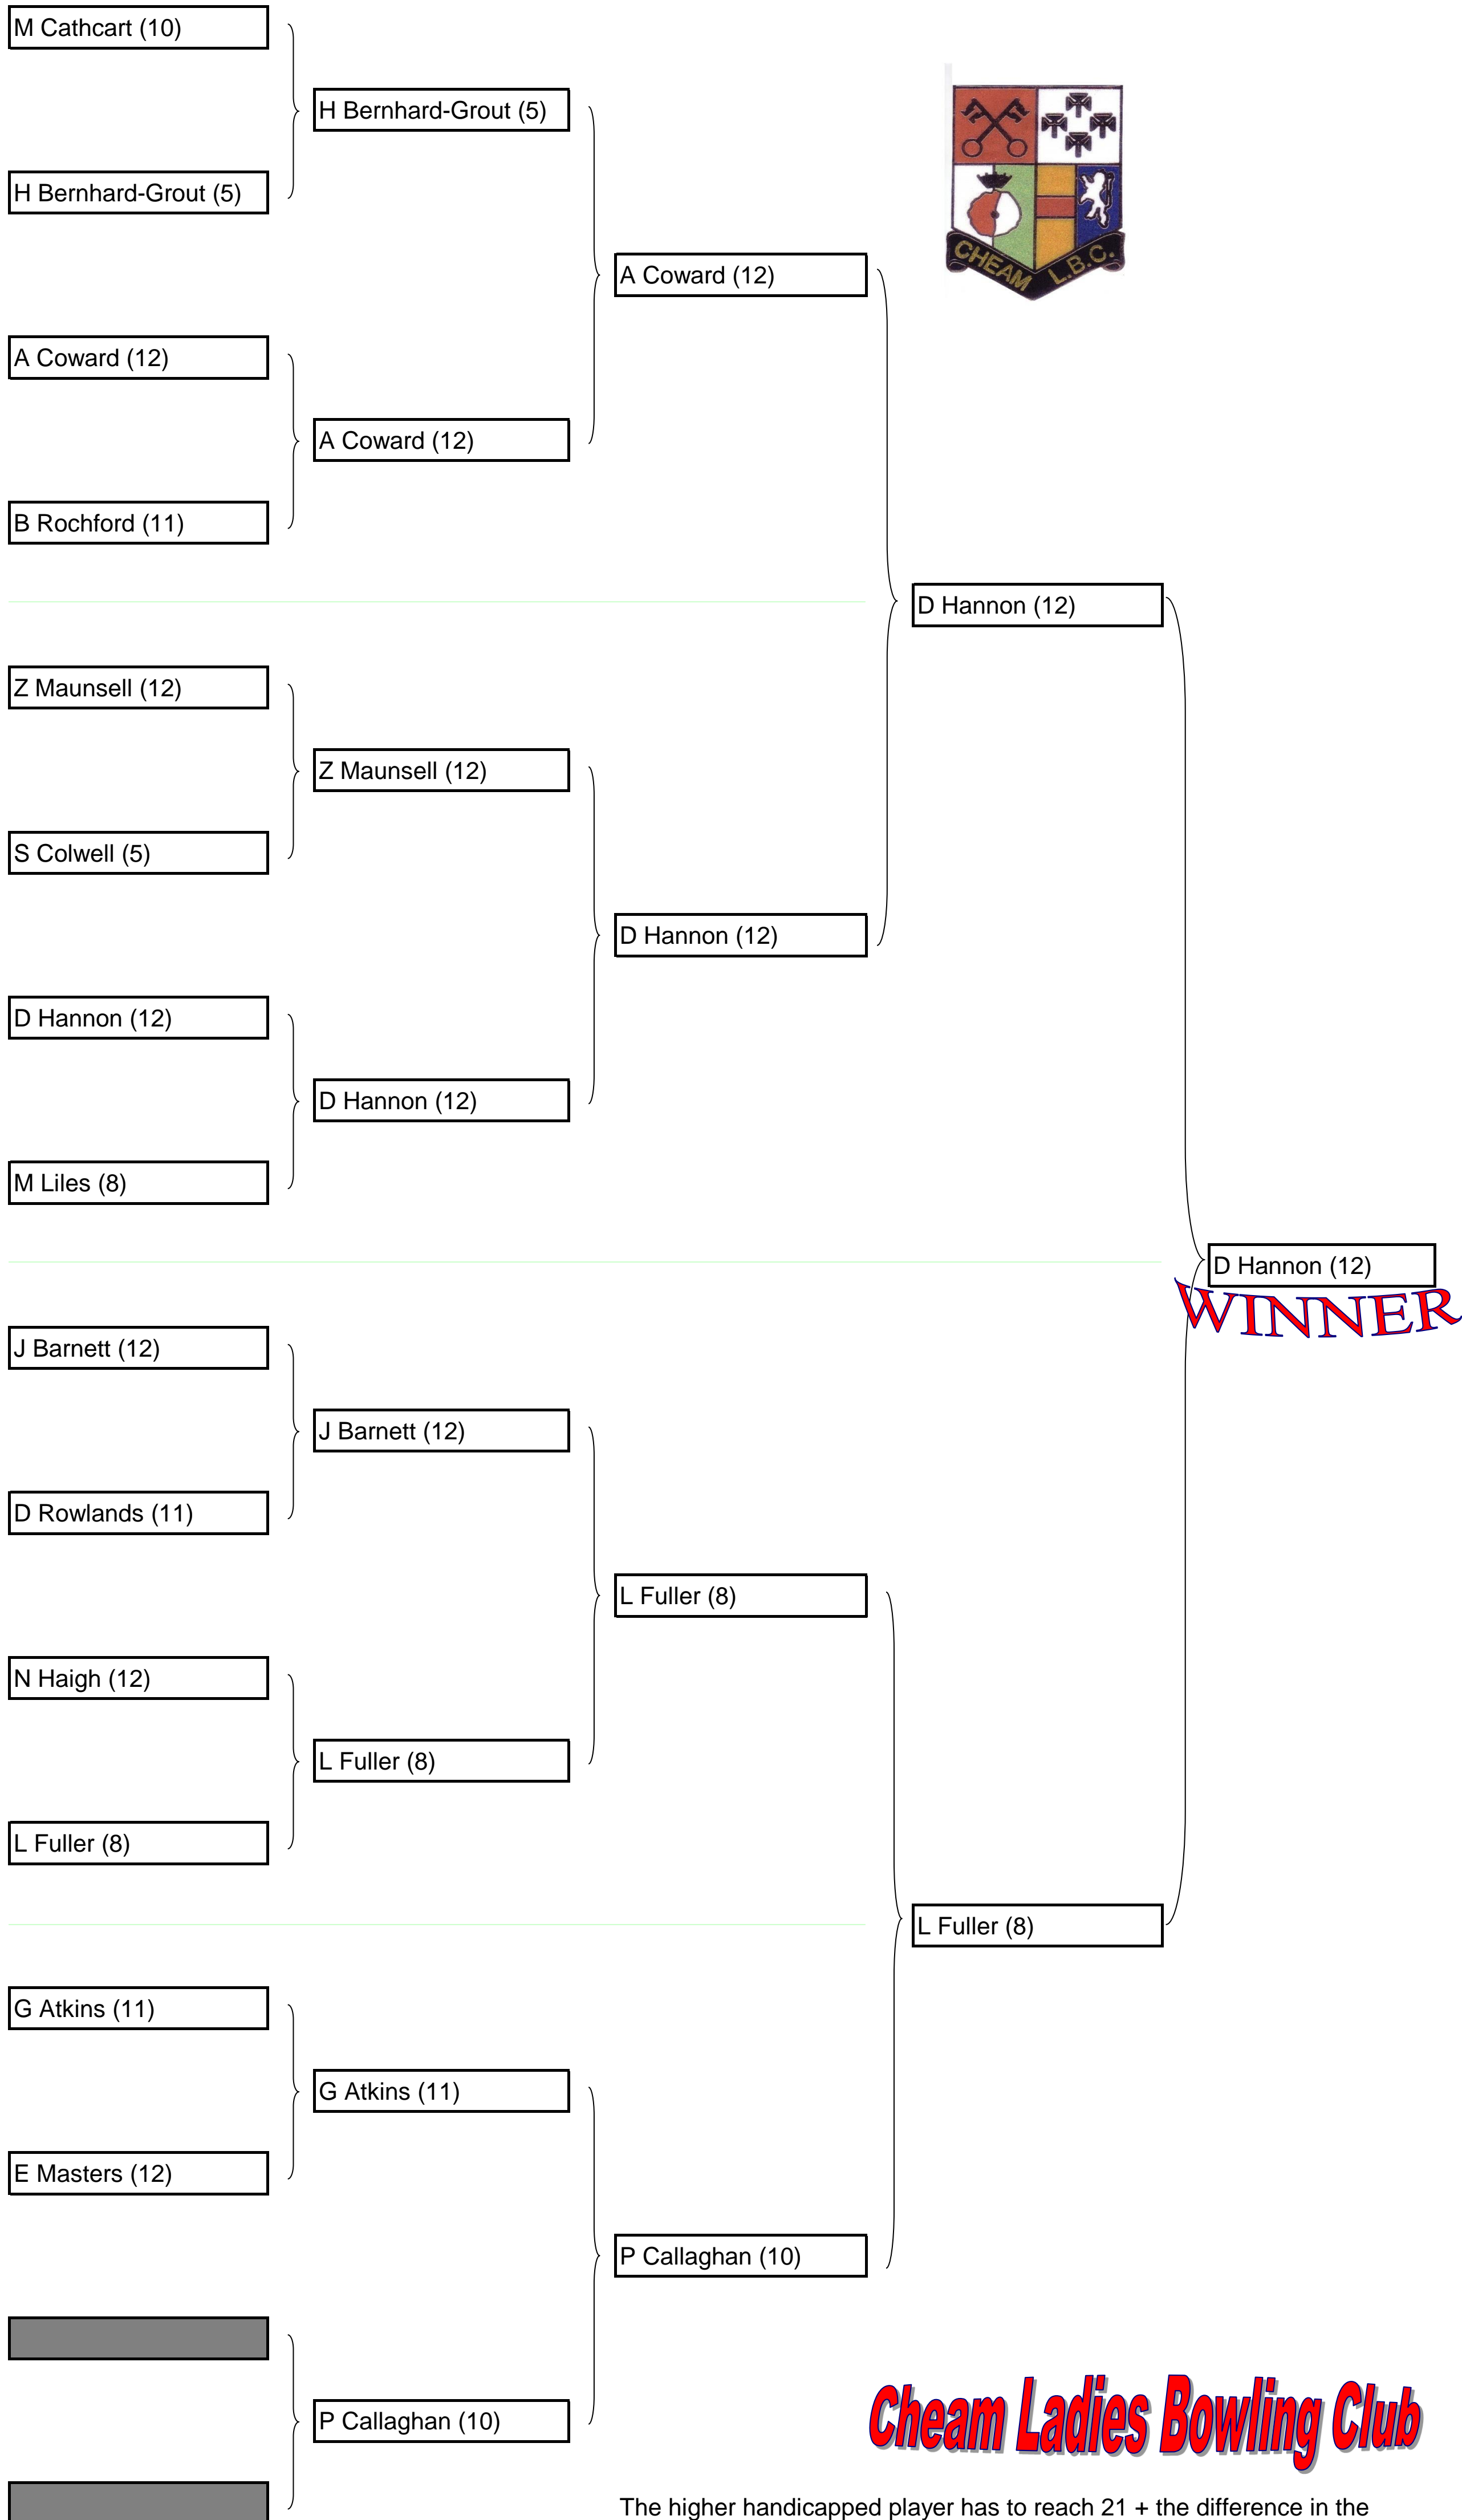 M Cathcart (10)
H Bernhard-Grout (5)
H Bernhard-Grout (5)
CHEAM L.B.C.
A Coward (12)
A Coward (12)
A Coward (12)
B Rochford (11)
D Hannon (12)
Z Maunsell (12)
Z Maunsell (12)
S Colwell (5)
D Hannon (12)
D Hannon (12)
D Hannon (12)
M Liles (8)
D Hannon (12)
WINNER
J Barnett (12)
J Barnett (12)
D Rowlands (11)
L Fuller (8)
N Haigh (12)
L Fuller (8)
L Fuller (8)
L Fuller (8)
G Atkins (11)
G Atkins (11)
E Masters (12)
P Callaghan (10)
P Callaghan (10)
Cheam Ladies Bowling Club
The higher handicapped player has to reach 21 + the difference in the